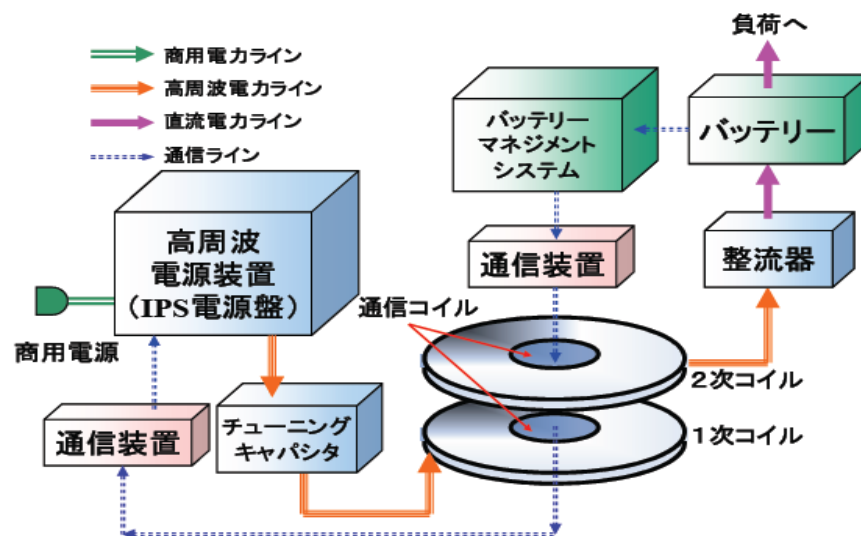 商用電力ライン
高周波電力ライン
直流電力ライン
通信ライン
負荷へ
バッテリー
マネジメント
システム
バッテリー
高周波
電源装置
(IPS電源盤)
通信装置
整流器
通信コイル
商用電源
2次コイル
通信装置
チューニング
キャパシタ
1次コイル